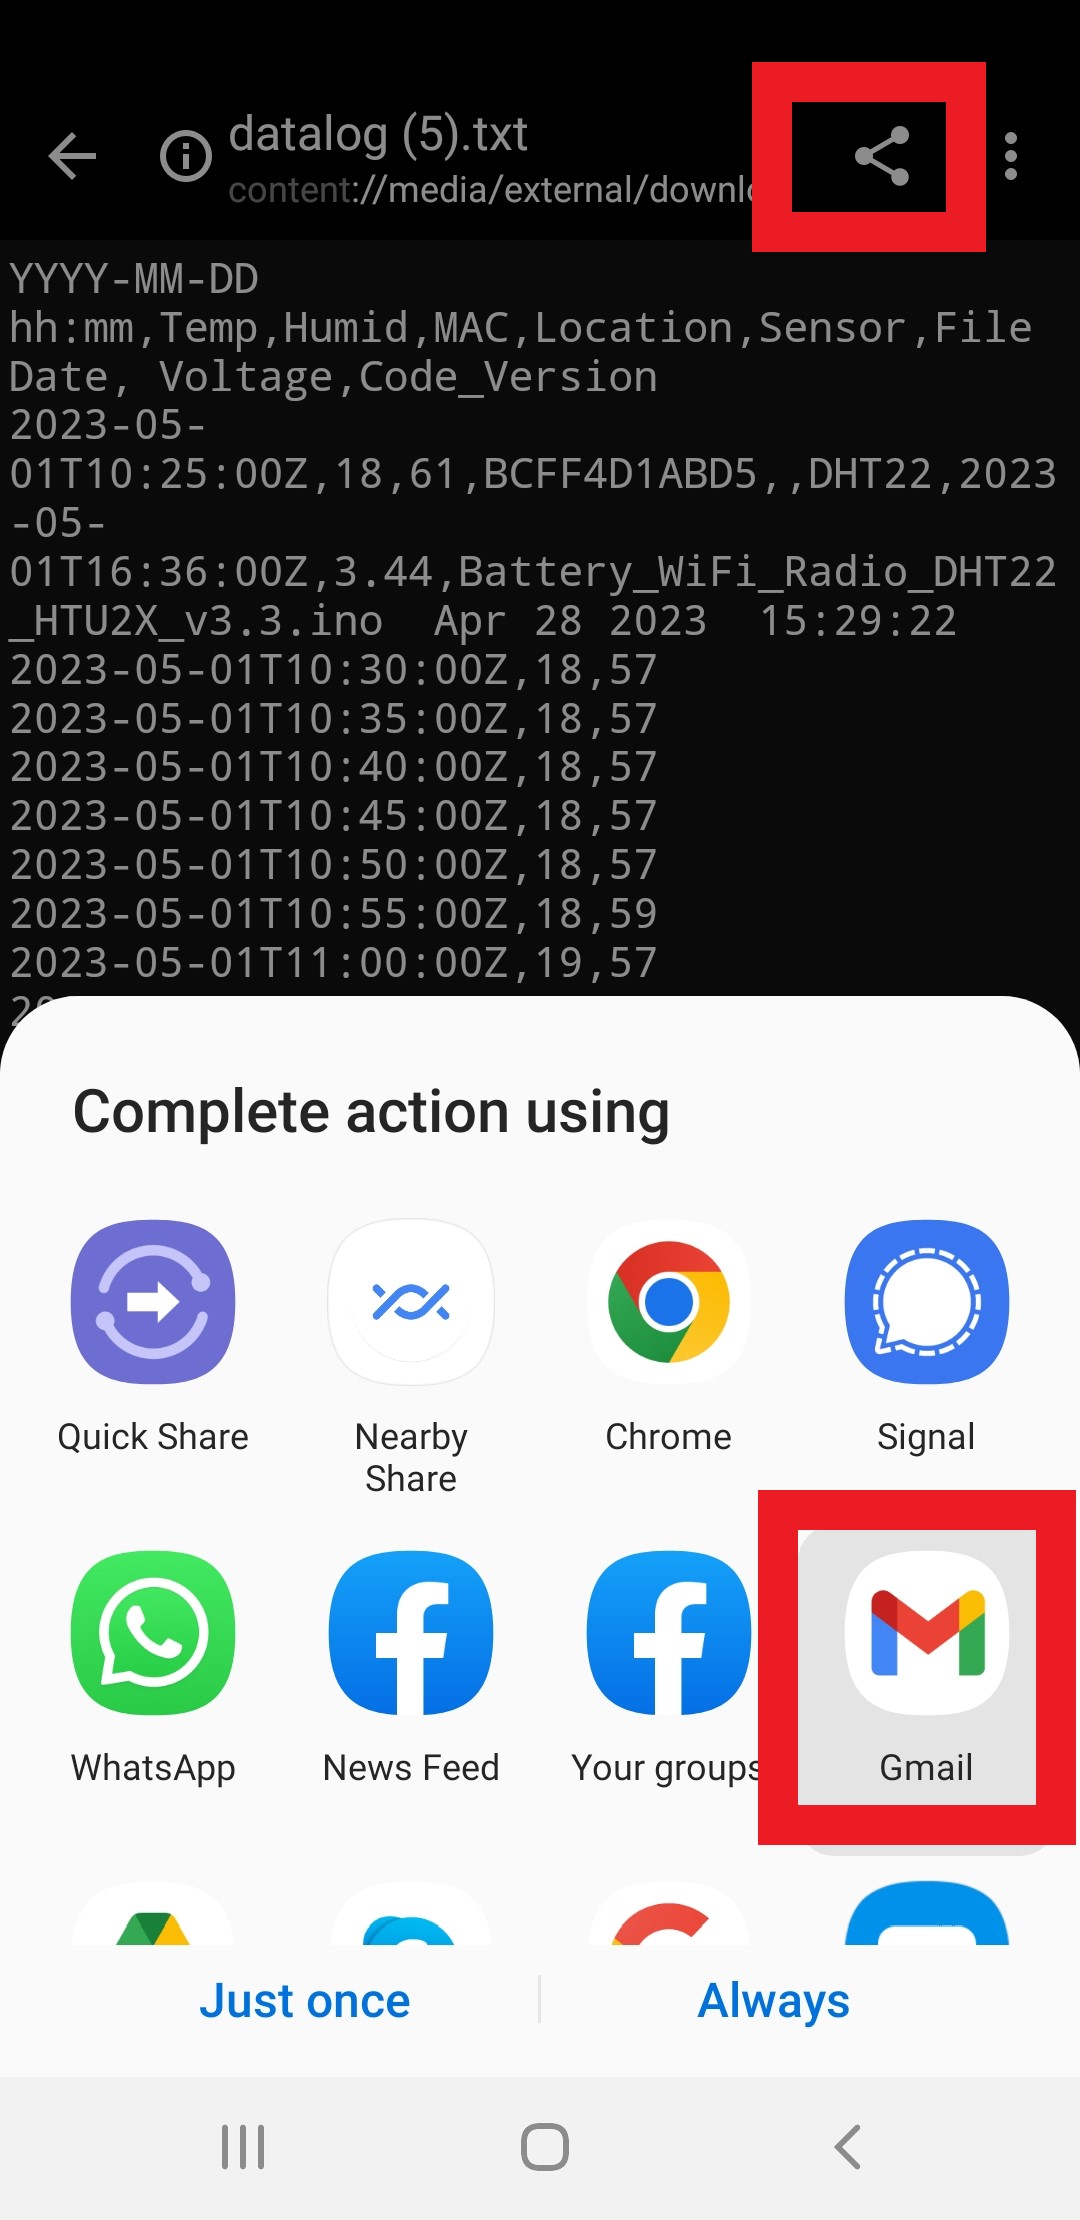 datalog (5).txt
content://media/external/downl
YYYY-MM-DD
hh:mm,Temp,Humid,MAC,Location,Sensor,File
Date, Voltage,Code_Version
2023-05-
01T10:25:00Z,18,61,BCFF4D1ABD5,,DHT22,2023
-05-
01T16:36:00Z,3.44,Battery_WiFi_Radio_DHT22
_HTU2X_v3.3.ino  Apr 28 2023  15:29:22
2023-05-01T10:30:00Z,18,57
2023-05-01T10:35:00Z,18,57
2023-05-01T10:40:00Z,18,57
2023-05-01T10:45:00Z,18,57
2023-05-01T10:50:00Z,18,57
2023-05-01T10:55:00Z,18,59
2023-05-01T11:00:00Z,19,57
Complete action using
Quick Share
Nearby
Share
Chrome
Signal
WhatsApp
News Feed
Your groups
Gmail
Just once
Always